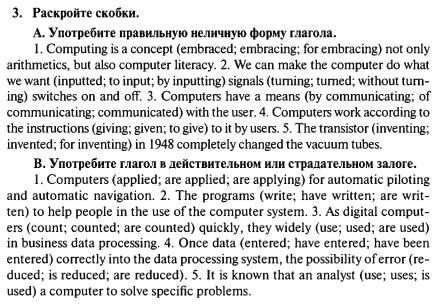 3. Раскройте скобки.
А. Употребите правильную неличную форму глагола.
1. Computing is a concept (embraced; embracing; for embracing) not only
arithmetics, but also computer literacy. 2. We can make the computer do what
we want (inputted; to input; by inputting) signals (turning; turned; without turn-
ing) switches on and off. 3. Computers have a means (by communicating; of
communicating; communicated) with the user. 4. Computers work according to
the instructions (giving; given; to give) to it by users. 5. The transistor (inventing;
invented; for inventing) in 1948 completely changed the vacuum tubes.
В. Употребите глагол в действительном или страдательном залоге.
1. Computers (applied; are applied; are applying) for automatic piloting
and automatic navigation. 2. The programs (write; have written; are writ-
ten) to help people in the use of the computer system. 3. As digital comput-
ers (count; counted; are counted) quickly, they widely (use; used; are used)
in business data processing. 4. Once data (entered; have entered; have been
entered) correctly into the data processing system, the possibility of error (re-
duced; is reduced; are reduced). 5. It is known that an analyst (use; uses; is
used) a computer to solve specific problems.